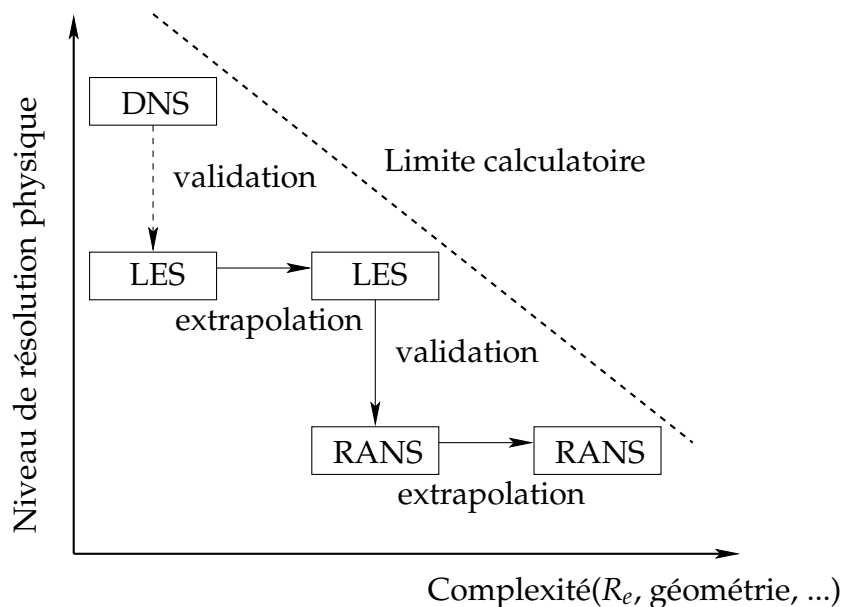 Niveau de résolution physique
DNS
validation
Limite calculatoire
LES
LES
extrapolation
validation
RANS
RANS
extrapolation
Complexité(Re, géométrie, ...)